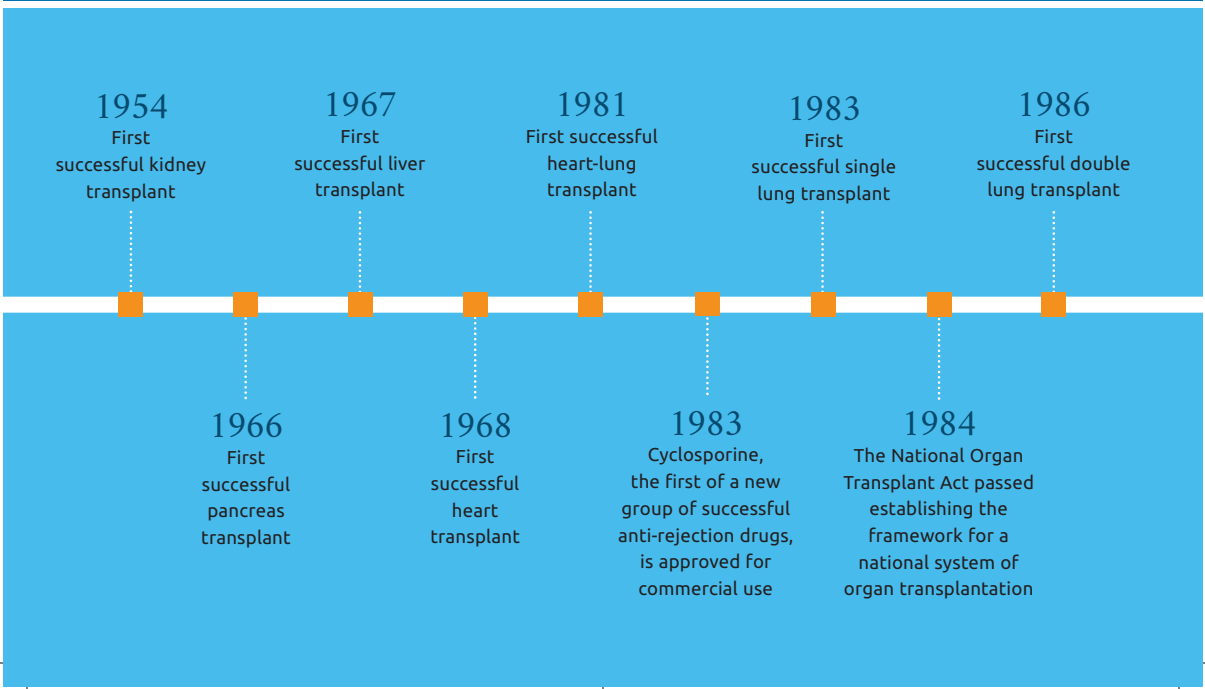 1954
First
successful kidney
transplant
1967
First
successful liver
transplant
1981
First successful
heart-lung
transplant
1983
First
successful single
lung transplant
1986
First
successful double
lung transplant
1966
First
successful
pancreas
transplant
1968
First
successful
heart
transplant
1983
Cyclosporine,
the first of a new
group of successful
anti-rejection drugs,
is approved for
commercial use
1984
The National Organ
Transplant Act passed
establishing the
framework for a
national system of
organ transplantation